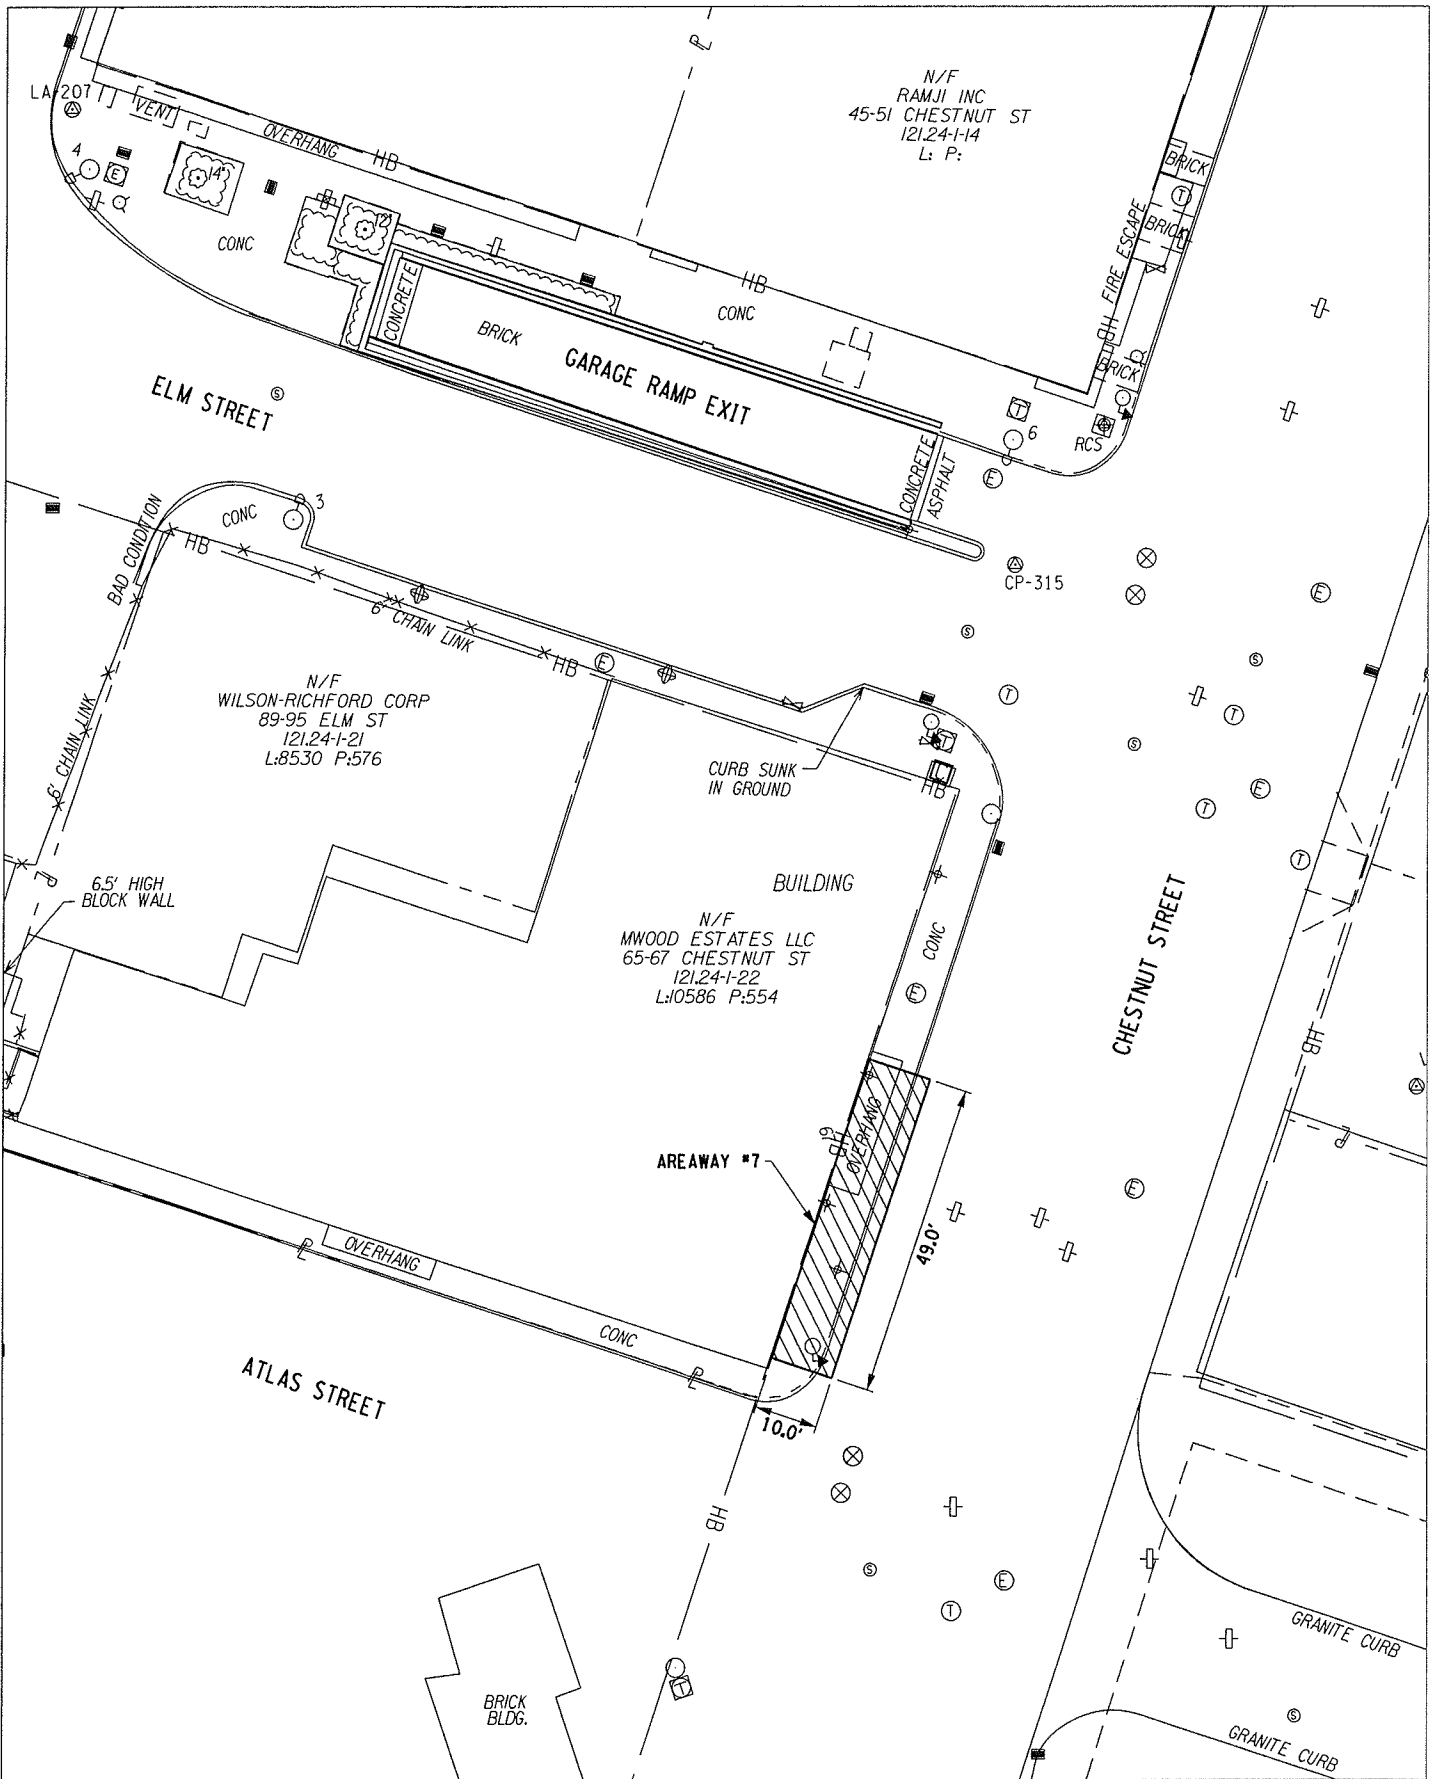 P
N/F
RAMJI INC
45-51 CHESTNUT ST
121.24-1-14
L: P:
LA-207
VENT
OVERHANG
HB
BRICK
T
4
E
14"
12"
BRICK
CONC
OH FIRE ESCAPE
HB
CONC
CONCRETE
BRICK
GARAGE RAMP EXIT
BRICK
T
6
RCS
ELM STREET
S
CONCRETE
ASPHALT
E
BAD CONDITION
CONC
3
HB
CP-315
E
6' CHAIN LINK
S
HB
E
S
N/F
WILSON-RICHFORD CORP
89-95 ELM ST
121.24-1-21
L:8530 P:576
T
T
T
S
CURB SUNK
IN GROUND
HB
E
T
6' CHAIN LINK
T
P
6.5' HIGH
BLOCK WALL
BUILDING
N/F
MWOOD ESTATES LLC
65-67 CHESTNUT ST
121.24-1-22
L:10586 P:554
CONC
E
CHESTNUT STREET
HB
OVERHANG
19
HB
P
AREAWAY #7
E
49.0'
OVERHANG
P
CONC
ATLAS STREET
P
10.0'
HB
S
E
T
GRANITE CURB
T
BRICK
BLDG.
S
GRANITE CURB